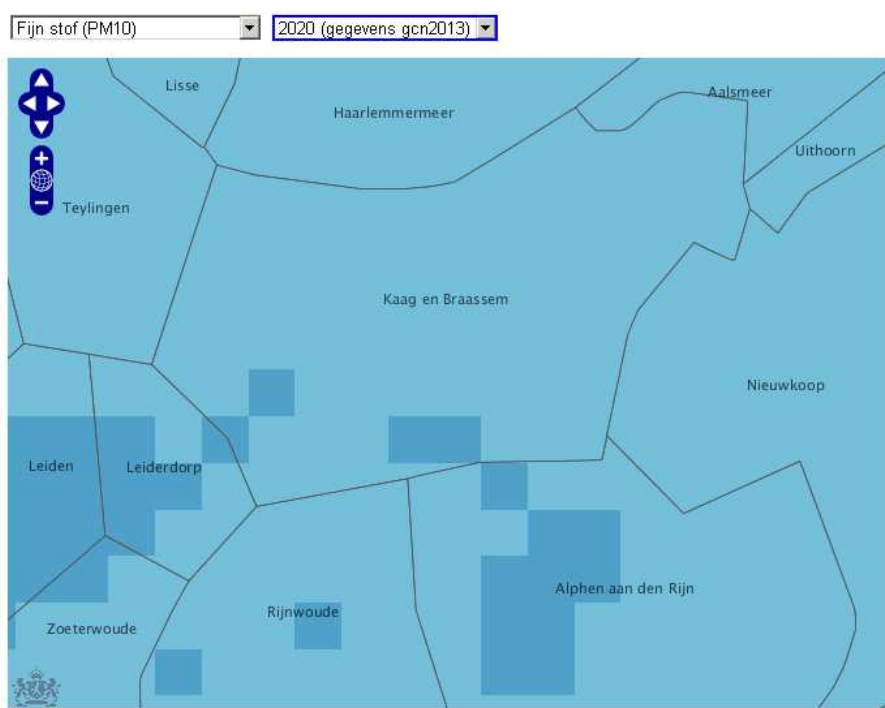 Fijn stof (PM10) 2020 (gegevens gcn2013)
Lisse
Aalsmeer
Haarlemmermeer
Uithoorn
Teylingen
Kaag en Braassem
Nieuwkoop
Leiden
Leiderdorp
Alphen aan den Rijn
Rijnwoude
Zoeterwoude